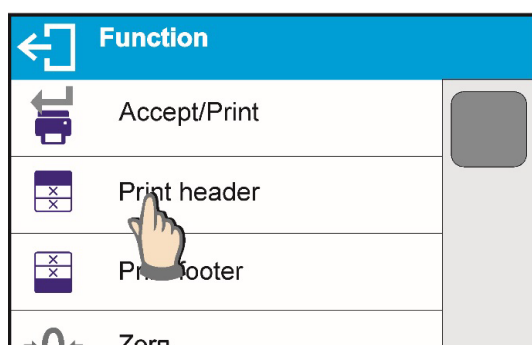 Function
Accept/Print
Print header
Print footer
Zero